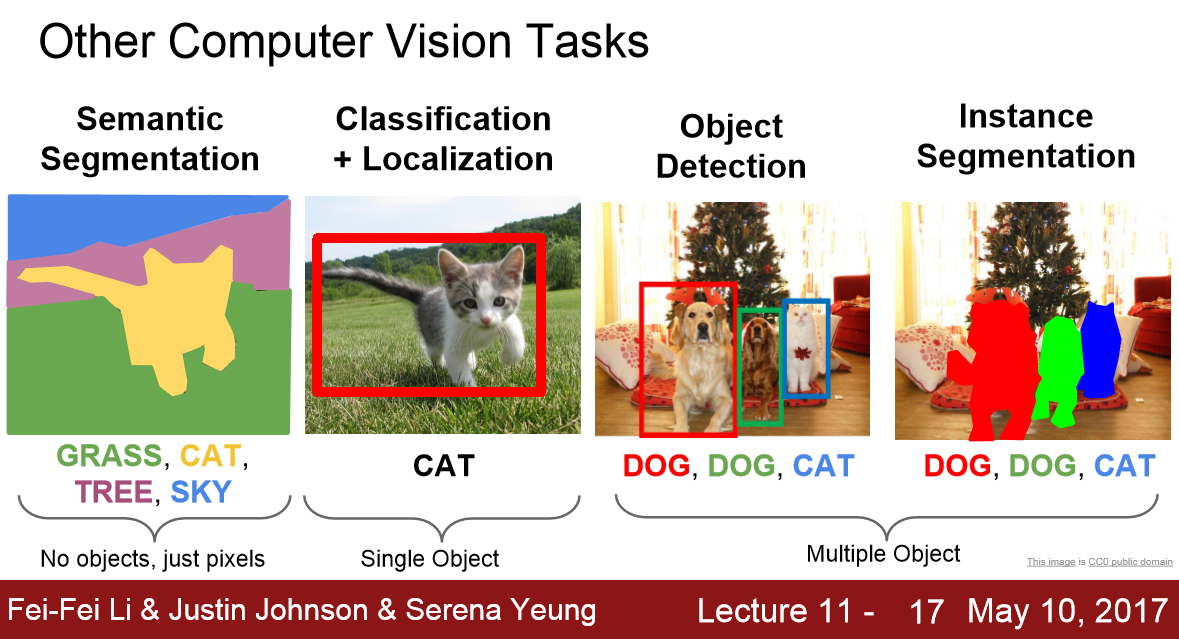 Other Computer Vision Tasks
Semantic
Segmentation
Classification
+ Localization
Object
Detection
Instance
Segmentation
GRASS, CAT,
TREE, SKY
CAT
DOG, DOG, CAT
DOG, DOG, CAT
No objects, just pixels
Single Object
Multiple Object
This image is CC0 public domain
Fei-Fei Li & Justin Johnson & Serena Yeung
Lecture 11 - 17 May 10, 2017